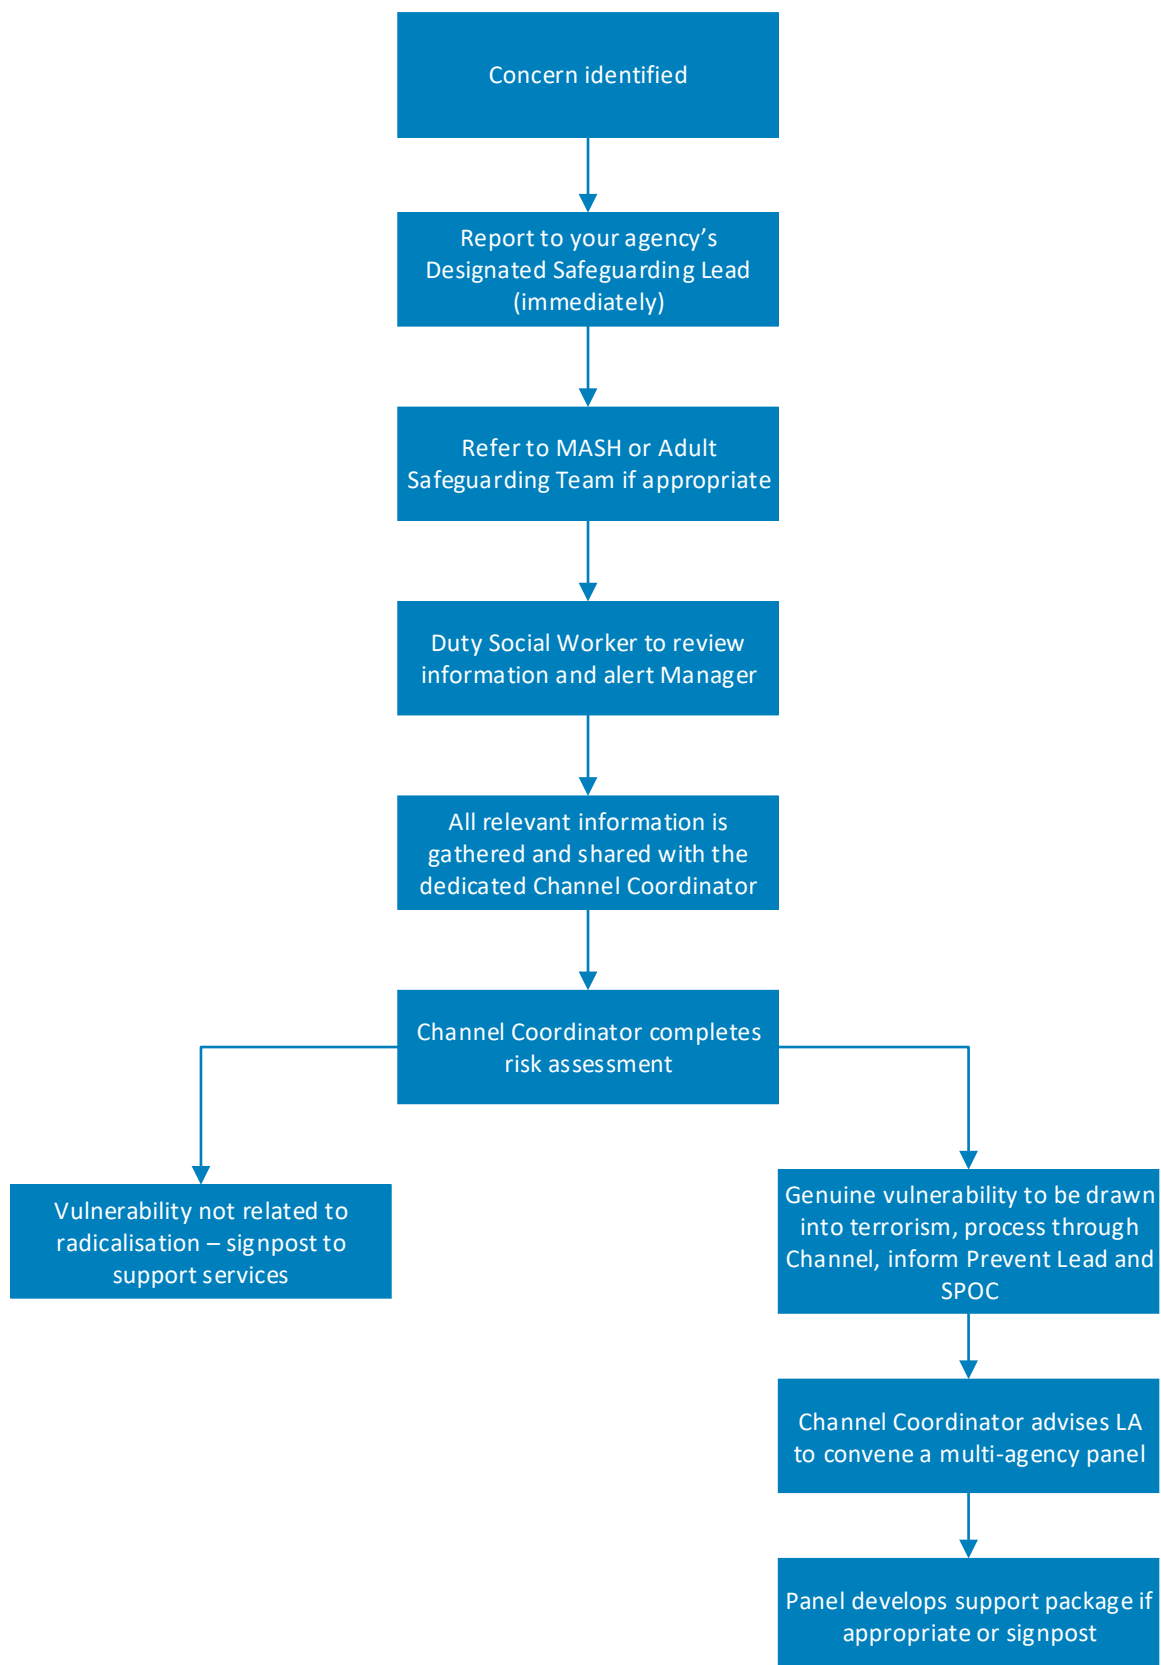 Concern identified
Report to your agency’s
Designated Safeguarding Lead
(immediately)
Refer to MASH or Adult
Safeguarding Team if appropriate
Duty Social Worker to review
information and alert Manager
All relevant information is
gathered and shared with the
dedicated Channel Coordinator
Channel Coordinator completes
risk assessment
Vulnerability not related to
radicalisation – signpost to
support services
Genuine vulnerability to be drawn
into terrorism, process through
Channel, inform Prevent Lead and
SPOC
Channel Coordinator advises LA
to convene a multi-agency panel
Panel develops support package if
appropriate or signpost